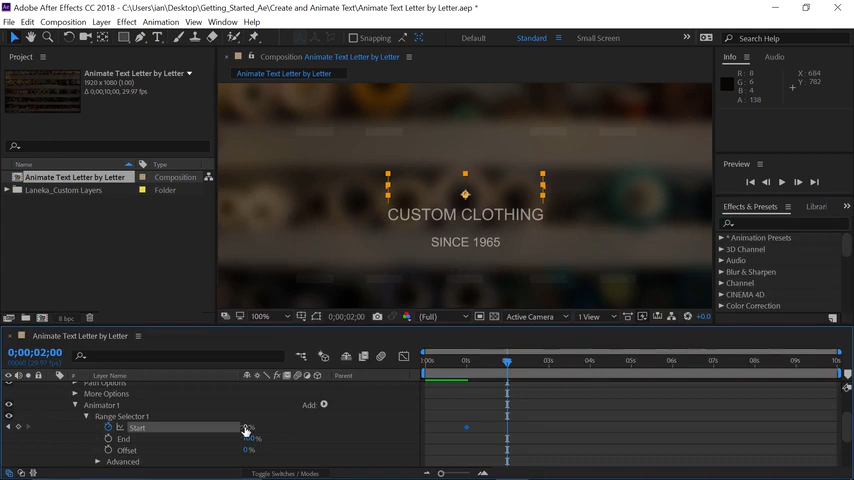 Adobe After Effects CC 2018 - C:\Users\ian\Desktop\Getting_Started_Ae\Create and Animate Text\Animate Text Letter by Letter.aep *
File Edit Composition Layer Effect Animation View Window Help
Snapping Default Standard Small Screen Search Help
Project
Composition Animate Text Letter by Letter
Info Audio
Animate Text Letter by Letter
1920 x 1080 (1.00)
Δ 0;00;10;00, 29.97 fps
Animate Text Letter by Letter
R: 8
G: 6
B: 4
A: 138
X: 684
Y: 782
Name Type
Animate Text Letter by Letter Composition
Laneka_Custom Layers Folder
CUSTOM CLOTHING
SINCE 1965
Preview
Effects & Presets Librari
* Animation Presets
3D Channel
Audio
Blur & Sharpen
Channel
CINEMA 4D
Color Correction
8 bpc
100% 0;00;02;00 (Full) Active Camera 1 View +0.0
Animate Text Letter by Letter
0;00;02;00
00060 (29.97 fps)
# Layer Name Parent
01s 02s 03s 04s 05s 06s 07s 08s 09s 10s
Path Options
More Options
Animator 1 Add:
Range Selector 1
Start 0%
End 100%
Offset 0%
Advanced
Toggle Switches / Modes